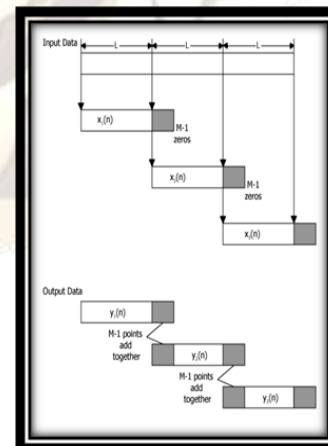 Input Data L L L
x₁(n)
M-1
zeros
x₂(n)
M-1
zeros
x₃(n)
Output Data
y₁(n)
M-1 points
add
together
y₂(n)
M-1 points
add
together
y₃(n)